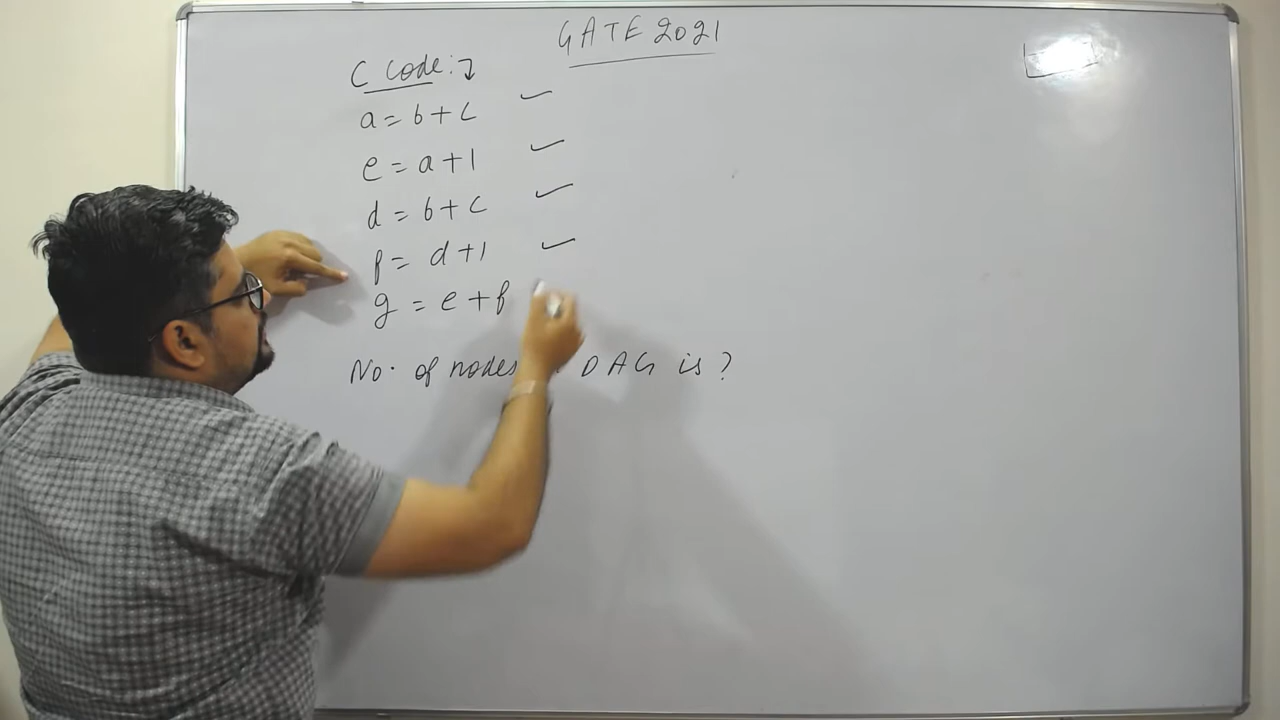 GATE 2021
C Code:
a = b + c
e = a + 1
d = b + c
f = d + 1
g = e + f
No. of nodes DAG is ?